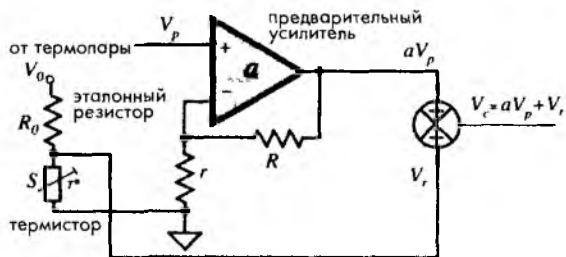 V_p
предварительный
усилитель
от термопары
+
a
−
aV_p
V_0
эталонный
резистор
R_0
V_c = aV_p + V_r
R
S
r*
r
V_r
термистор